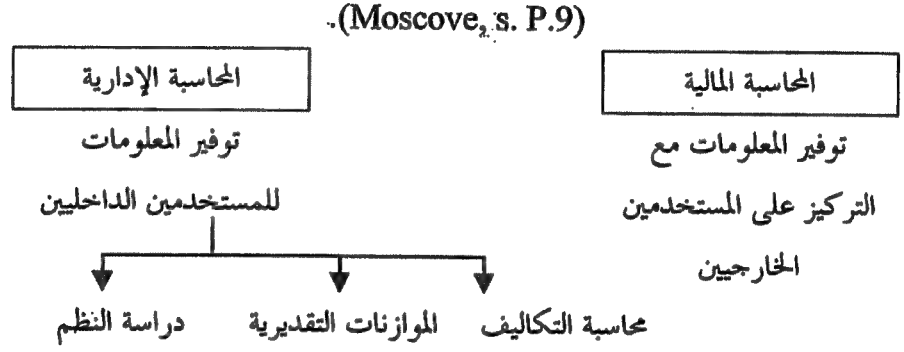 .(Moscove, s. P.9)
المحاسبة المالية
توفير المعلومات مع
التركيز على المستخدمين
الخارجيين
المحاسبة الإدارية
توفير المعلومات
للمستخدمين الداخليين
محاسبة التكاليف
الموازنات التقديرية
دراسة النظم